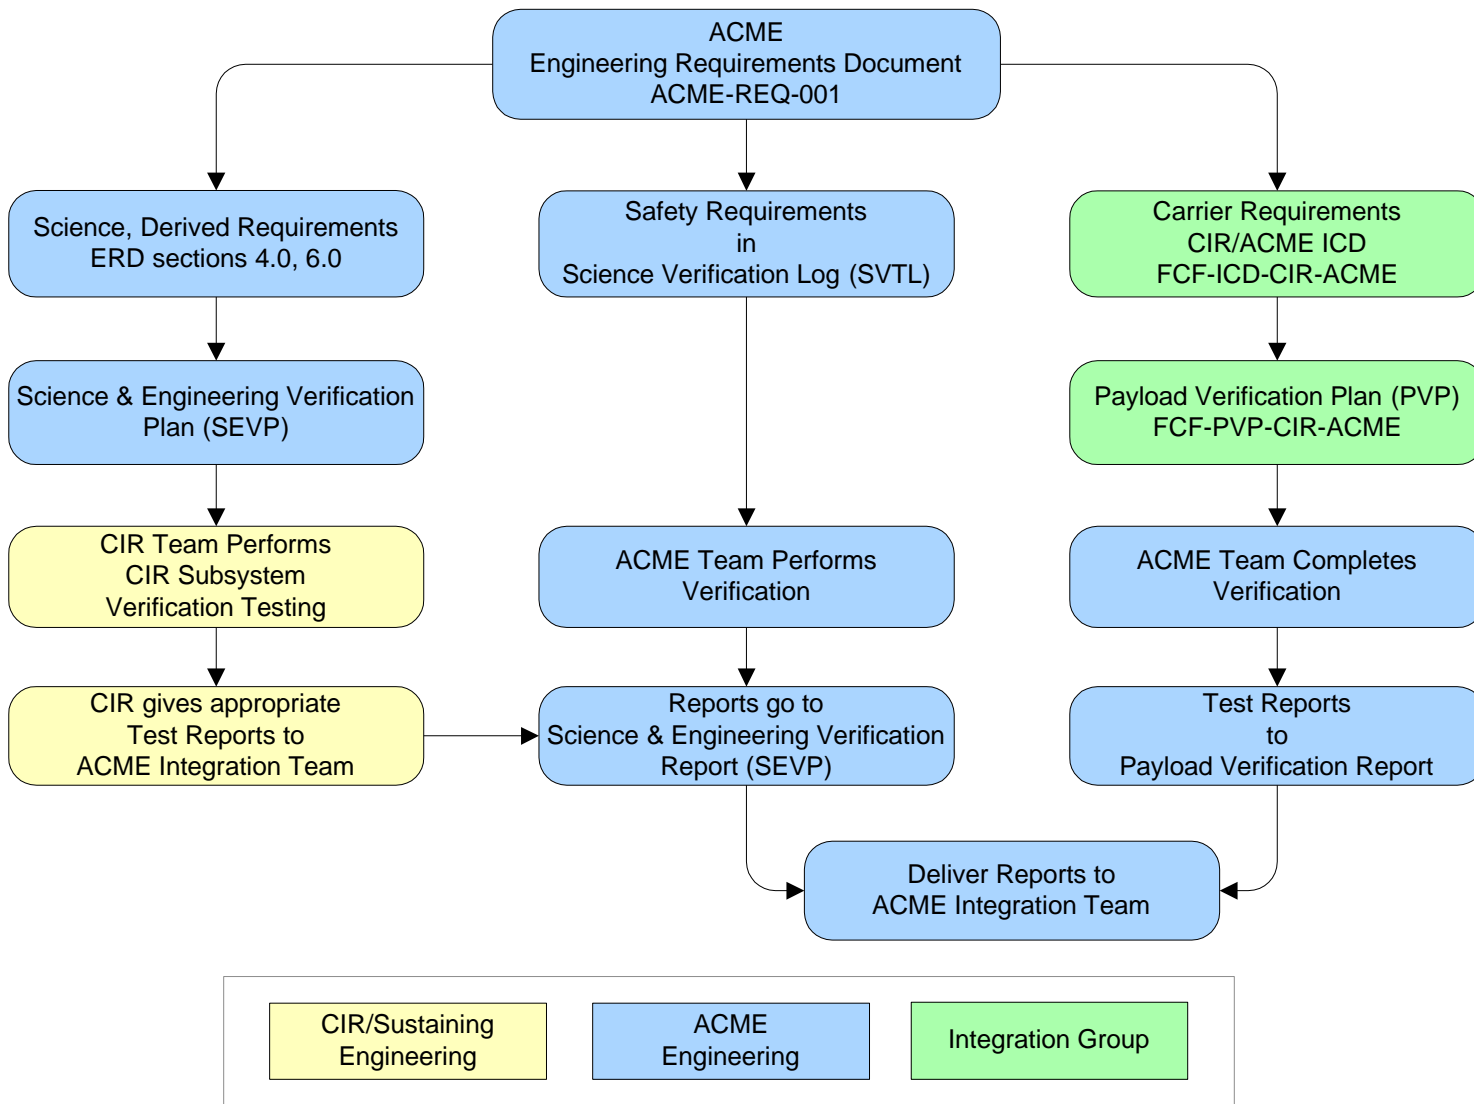 ACME
Engineering Requirements Document
ACME-REQ-001
Science, Derived Requirements
ERD sections 4.0, 6.0
Safety Requirements
in
Science Verification Log (SVTL)
Carrier Requirements
CIR/ACME ICD
FCF-ICD-CIR-ACME
Science & Engineering Verification
Plan (SEVP)
Payload Verification Plan (PVP)
FCF-PVP-CIR-ACME
CIR Team Performs
CIR Subsystem
Verification Testing
ACME Team Performs
Verification
ACME Team Completes
Verification
CIR gives appropriate
Test Reports to
ACME Integration Team
Reports go to
Science & Engineering Verification
Report (SEVP)
Test Reports
to
Payload Verification Report
Deliver Reports to
ACME Integration Team
CIR/Sustaining
Engineering
ACME
Engineering
Integration Group